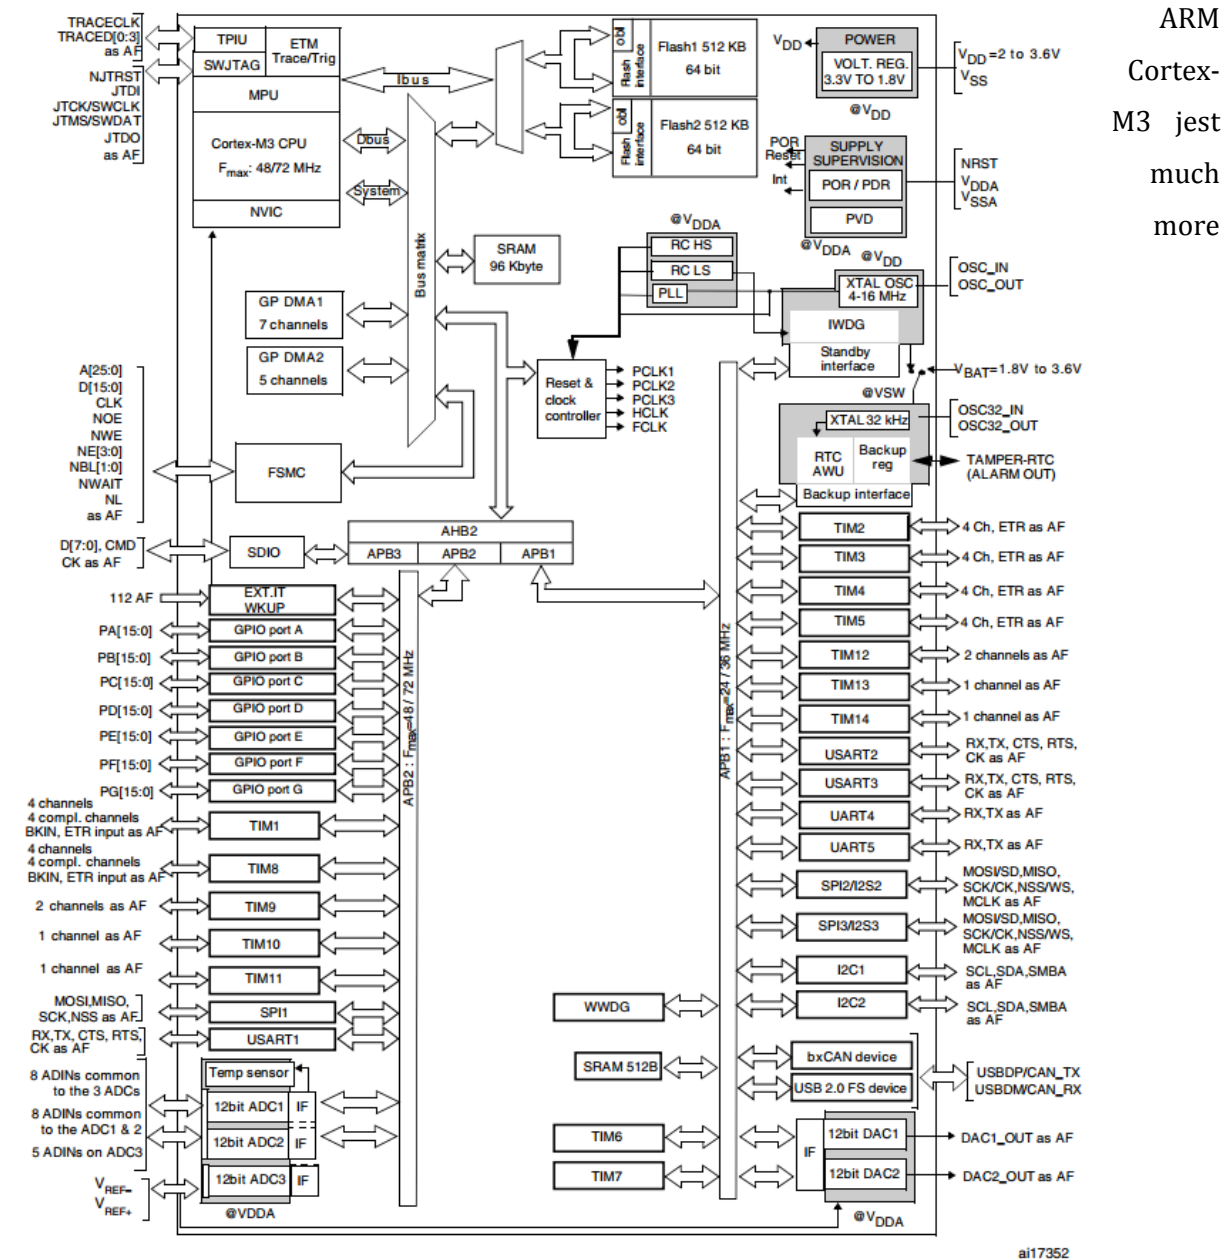 ARM
Cortex-
M3 jest
much
more
TRACECLK
TRACED[0:3]
as AF
NJTRST
JTDI
JTCK/SWCLK
JTMS/SWDAT
JTDO
as AF
TPIU
SWJTAG
ETM
Trace/Trig
MPU
Cortex-M3 CPU
Fmax: 48/72 MHz
NVIC
Ibus
Dbus
System
Bus matrix
obl
Flash
interface
Flash1 512 KB
64 bit
obl
Flash
interface
Flash2 512 KB
64 bit
VDD
POWER
VOLT. REG.
3.3V TO 1.8V
@VDD
VDD=2 to 3.6V
VSS
POR
Reset
Int
SUPPLY
SUPERVISION
POR / PDR
PVD
@VDDA
NRST
VDDA
VSSA
SRAM
96 Kbyte
GP DMA1
7 channels
GP DMA2
5 channels
@VDDA
RC HS
RC LS
PLL
@VDD
XTAL OSC
4-16 MHz
IWDG
Standby
interface
OSC_IN
OSC_OUT
VBAT=1.8V to 3.6V
@VSW
Reset &
clock
controller
PCLK1
PCLK2
PCLK3
HCLK
FCLK
XTAL 32 kHz
RTC
AWU
Backup
reg
Backup interface
OSC32_IN
OSC32_OUT
TAMPER-RTC
(ALARM OUT)
A[25:0]
D[15:0]
CLK
NOE
NWE
NE[3:0]
NBL[1:0]
NWAIT
NL
as AF
FSMC
D[7:0], CMD
CK as AF
SDIO
AHB2
APB3
APB2
APB1
112 AF
EXT.IT
WKUP
PA[15:0]
GPIO port A
PB[15:0]
GPIO port B
PC[15:0]
GPIO port C
PD[15:0]
GPIO port D
PE[15:0]
GPIO port E
PF[15:0]
GPIO port F
PG[15:0]
GPIO port G
4 channels
4 compl. channels
BKIN, ETR input as AF
TIM1
4 channels
4 compl. channels
BKIN, ETR input as AF
TIM8
2 channels as AF
TIM9
1 channel as AF
TIM10
1 channel as AF
TIM11
MOSI,MISO,
SCK,NSS as AF
SPI1
RX,TX, CTS, RTS,
CK as AF
USART1
Temp sensor
8 ADINs common
to the 3 ADCs
12bit ADC1
IF
8 ADINs common
to the ADC1 & 2
12bit ADC2
IF
5 ADINs on ADC3
12bit ADC3
IF
VREF–
VREF+
@VDDA
APB2 : Fmax=48 / 72 MHz
APB1 : Fmax=24 / 36 MHz
TIM2
4 Ch, ETR as AF
TIM3
4 Ch, ETR as AF
TIM4
4 Ch, ETR as AF
TIM5
4 Ch, ETR as AF
TIM12
2 channels as AF
TIM13
1 channel as AF
TIM14
1 channel as AF
USART2
RX,TX, CTS, RTS,
CK as AF
USART3
RX,TX, CTS, RTS,
CK as AF
UART4
RX,TX as AF
UART5
RX,TX as AF
SPI2/I2S2
MOSI/SD,MISO,
SCK/CK,NSS/WS,
MCLK as AF
SPI3/I2S3
MOSI/SD,MISO,
SCK/CK,NSS/WS,
MCLK as AF
I2C1
SCL,SDA,SMBA
as AF
I2C2
SCL,SDA,SMBA
as AF
WWDG
SRAM 512B
bxCAN device
USB 2.0 FS device
USBDP/CAN_TX
USBDM/CAN_RX
TIM6
TIM7
IF
12bit DAC1
DAC1_OUT as AF
12bit DAC2
DAC2_OUT as AF
@VDDA
ai17352